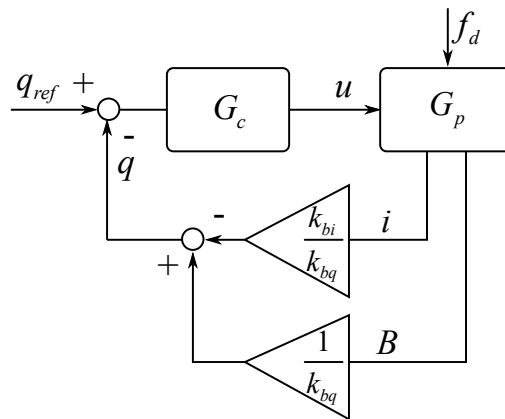 f_d
q_ref +
G_c
u
G_p
-
q
-
k_bi
k_bq
i
+
1
k_bq
B